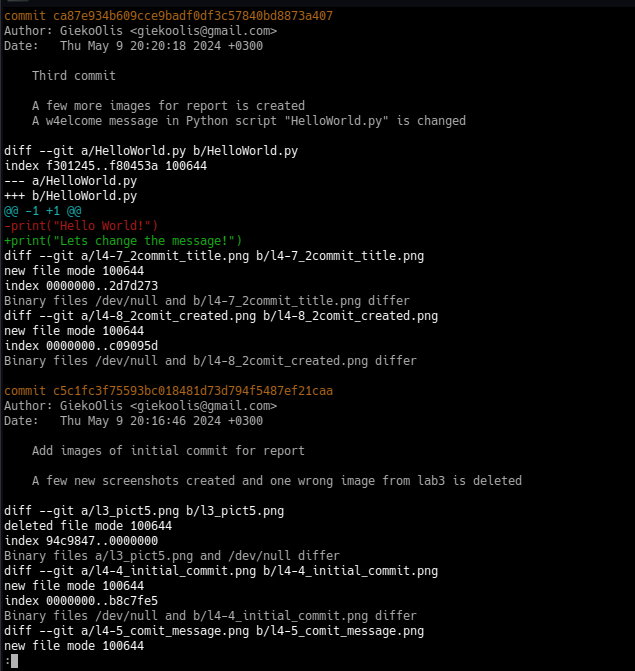 commit ca87e934b609cce9badf0df3c57840bd8873a407
Author: GiekoOlis <giekoolis@gmail.com>
Date:   Thu May 9 20:20:18 2024 +0300

    Third commit

    A few more images for report is created
    A w4elcome message in Python script "HelloWorld.py" is changed

diff --git a/HelloWorld.py b/HelloWorld.py
index f301245..f80453a 100644
--- a/HelloWorld.py
+++ b/HelloWorld.py
@@ -1 +1 @@
-print("Hello World!")
+print("Lets change the message!")
diff --git a/l4-7_2commit_title.png b/l4-7_2commit_title.png
new file mode 100644
index 0000000..2d7d273
Binary files /dev/null and b/l4-7_2commit_title.png differ
diff --git a/l4-8_2comit_created.png b/l4-8_2comit_created.png
new file mode 100644
index 0000000..c09095d
Binary files /dev/null and b/l4-8_2comit_created.png differ

commit c5c1fc3f75593bc018481d73d794f5487ef21caa
Author: GiekoOlis <giekoolis@gmail.com>
Date:   Thu May 9 20:16:46 2024 +0300

    Add images of initial commit for report

    A few new screenshots created and one wrong image from lab3 is deleted

diff --git a/l3_pict5.png b/l3_pict5.png
deleted file mode 100644
index 94c9847..0000000
Binary files a/l3_pict5.png and /dev/null differ
diff --git a/l4-4_initial_commit.png b/l4-4_initial_commit.png
new file mode 100644
index 0000000..b8c7fe5
Binary files /dev/null and b/l4-4_initial_commit.png differ
diff --git a/l4-5_comit_message.png b/l4-5_comit_message.png
new file mode 100644
: